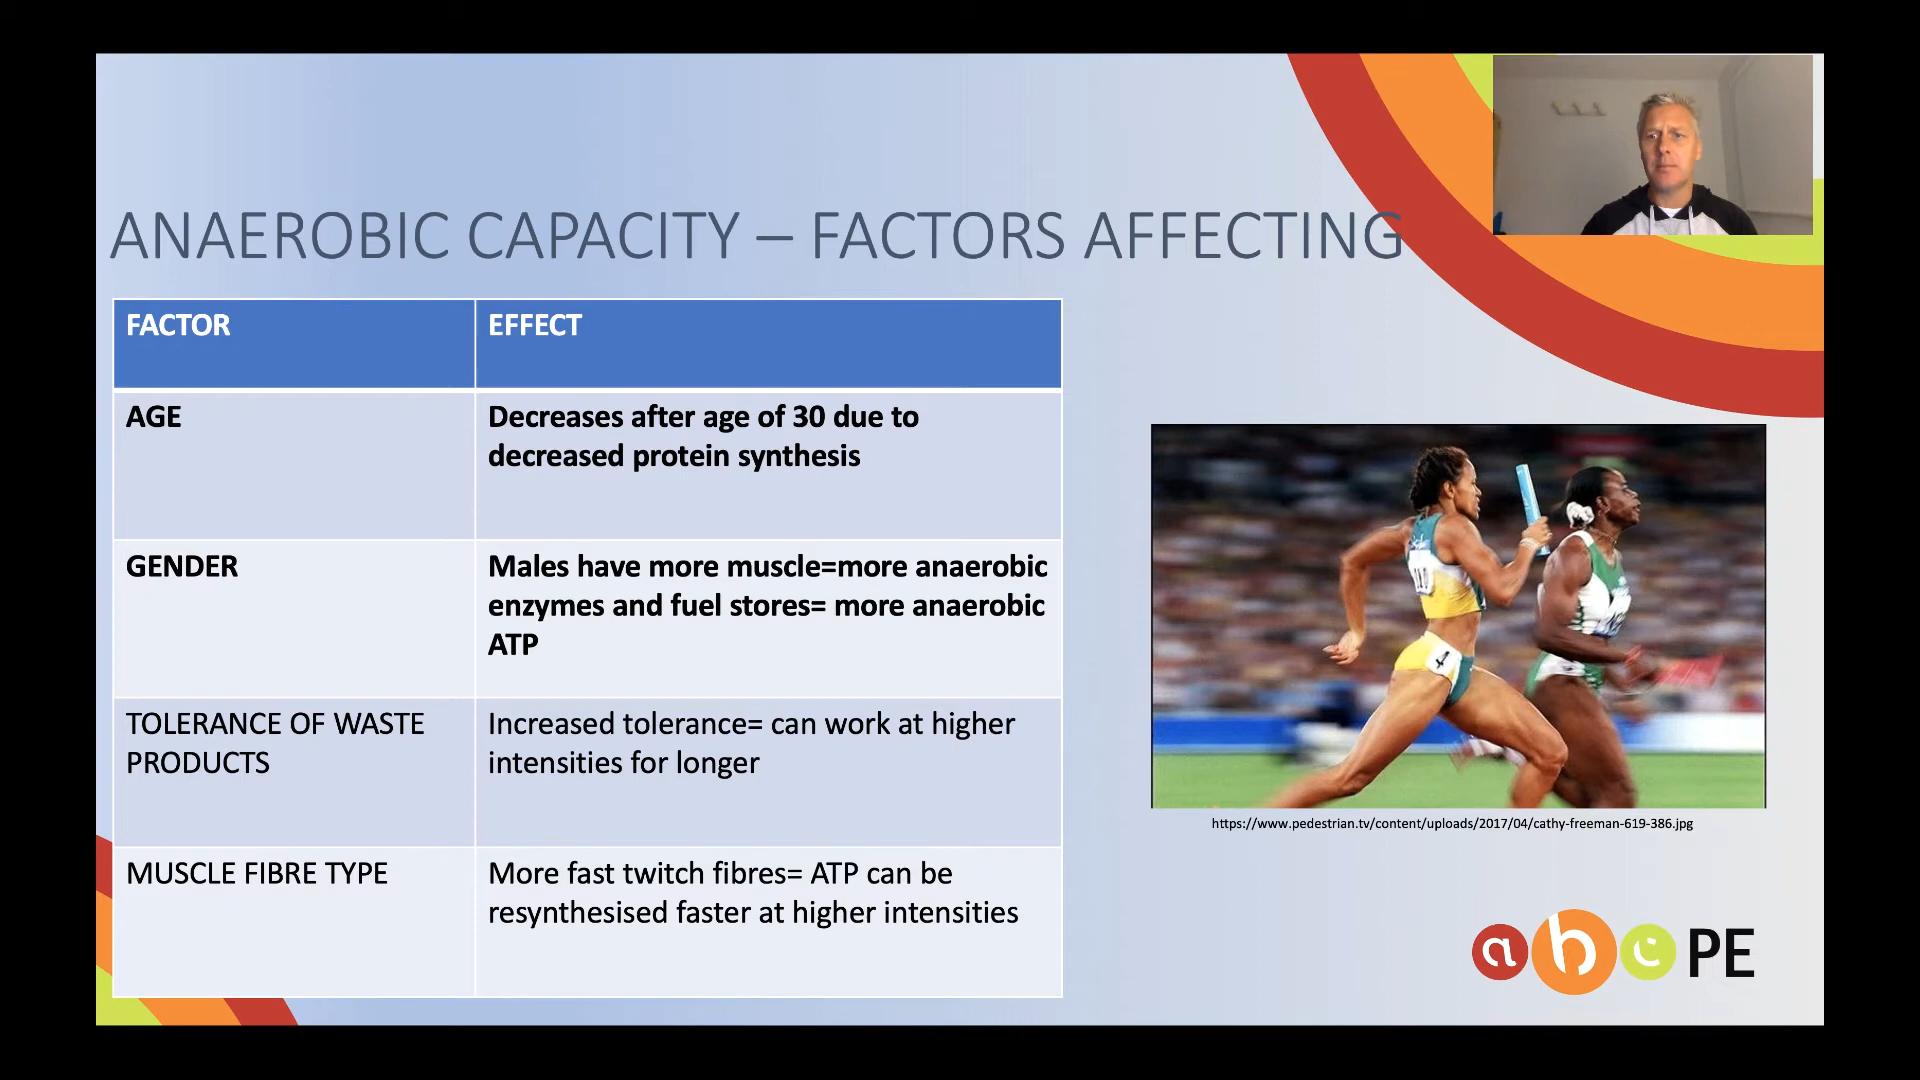 ANAEROBIC CAPACITY – FACTORS AFFECTING
FACTOR
EFFECT
AGE
Decreases after age of 30 due to
decreased protein synthesis
GENDER
Males have more muscle=more anaerobic
enzymes and fuel stores= more anaerobic
ATP
TOLERANCE OF WASTE
PRODUCTS
Increased tolerance= can work at higher
intensities for longer
MUSCLE FIBRE TYPE
More fast twitch fibres= ATP can be
resynthesised faster at higher intensities
4
https://www.pedestrian.tv/content/uploads/2017/04/cathy-freeman-619-386.jpg
abc PE